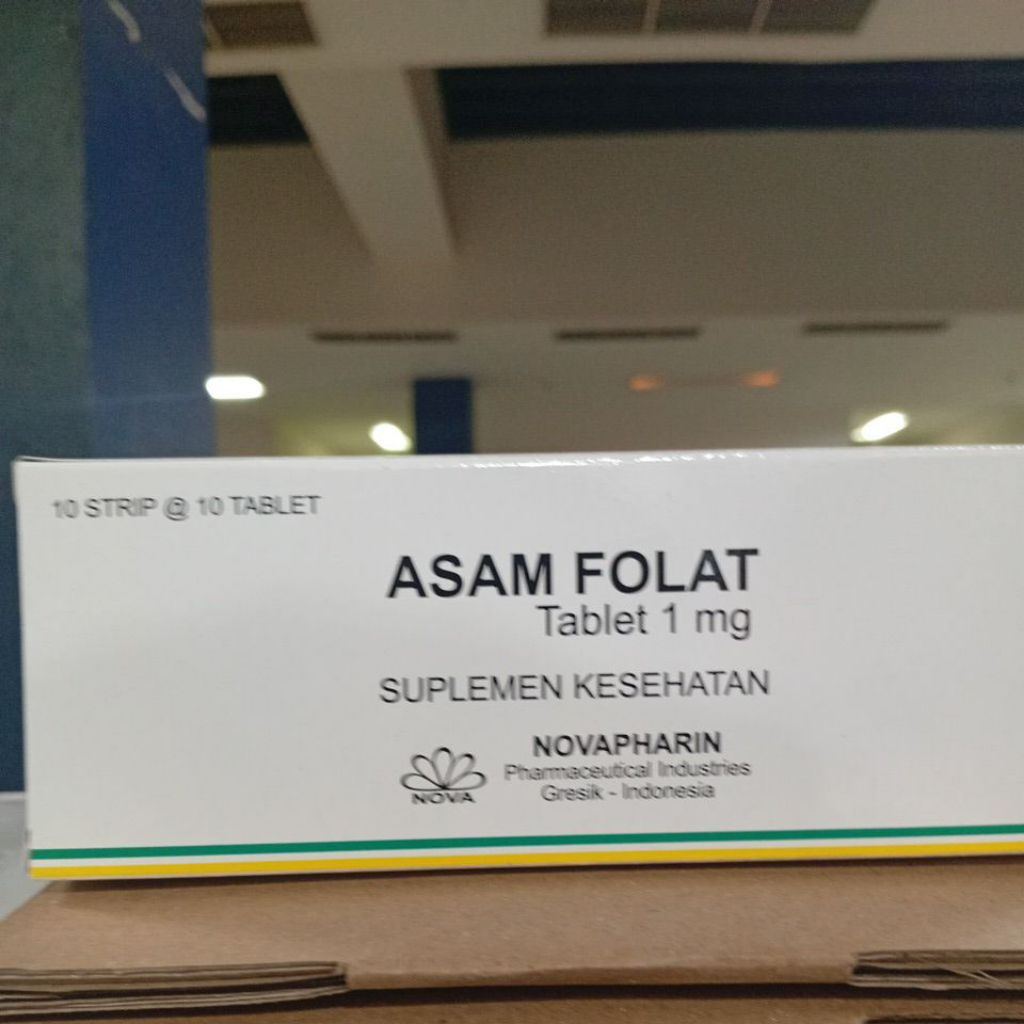 10 STRIP @ 10 TABLET
ASAM FOLAT
Tablet 1 mg
SUPLEMEN KESEHATAN
NOVA
NOVAPHARIN
Pharmaceutical Industries
Gresik - Indonesia